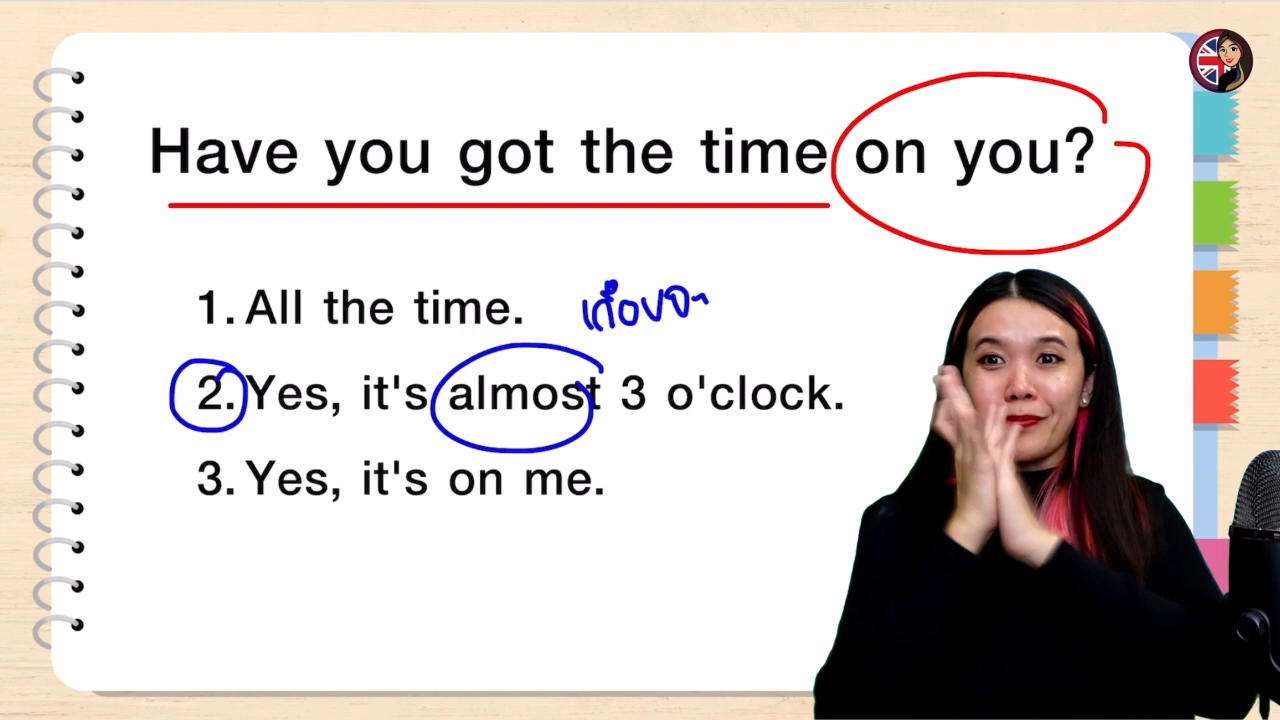 Have you got the time on you?
1. All the time. เกือบจะ
2. Yes, it's almost 3 o'clock.
3. Yes, it's on me.